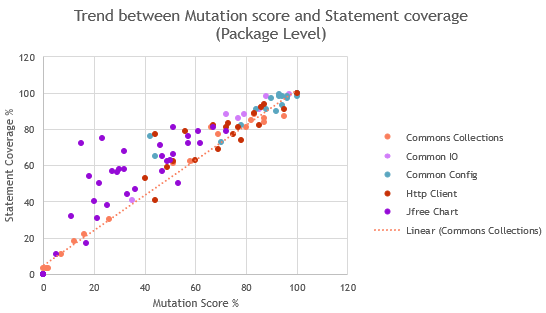 Trend between Mutation score and Statement coverage
(Package Level)
120
100
80
60
40
20
0
Statement Coverage %
0 20 40 60 80 100 120
Mutation Score %
Commons Collections
Common IO
Common Config
Http Client
Jfree Chart
Linear (Commons Collections)